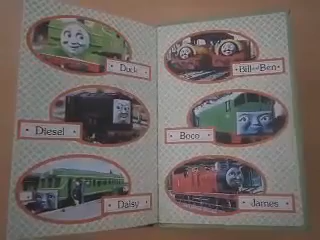 Duck
Diesel
Daisy
Bill and Ben
Boco
James